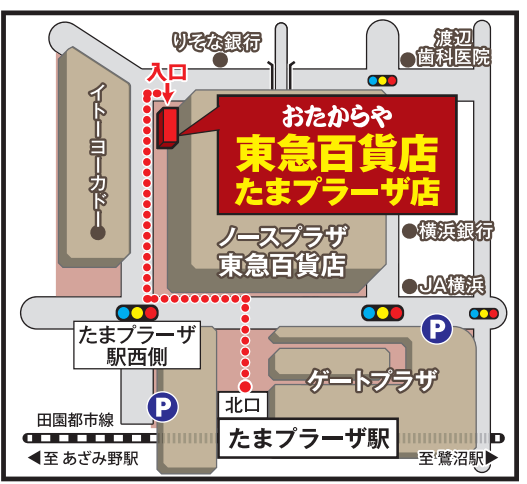 りそな銀行
渡辺
歯科医院
入口
イトーヨーカドー
おたからや
東急百貨店
たまプラーザ店
ノースプラザ
東急百貨店
横浜銀行
JA横浜
たまプラーザ
駅西側
P
P
ゲートプラザ
北口
田園都市線
たまプラーザ駅
至あざみ野駅
至鷺沼駅